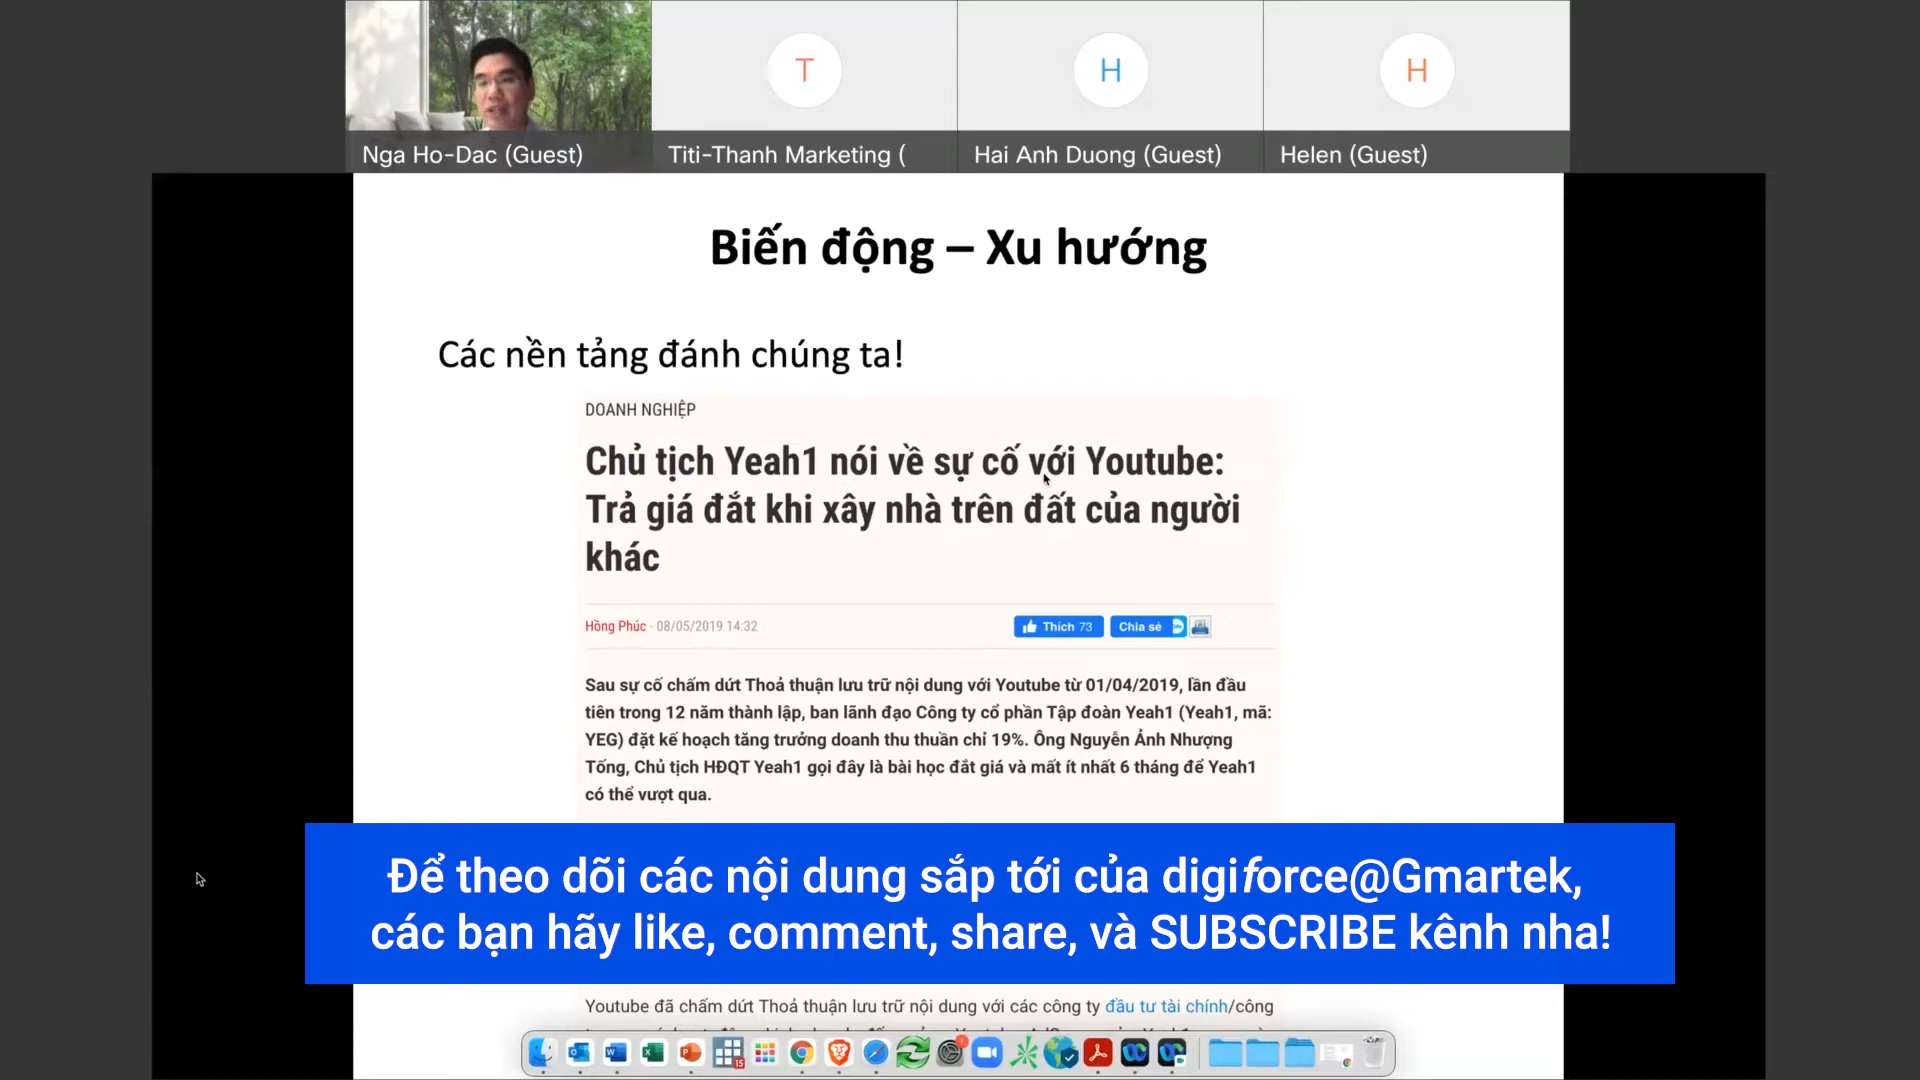 T
H
H
Nga Ho-Dac (Guest)
Titi-Thanh Marketing (
Hai Anh Duong (Guest)
Helen (Guest)
Biến động – Xu hướng
Các nền tảng đánh chúng ta!
DOANH NGHIỆP
Chủ tịch Yeah1 nói về sự cố với Youtube:
Trả giá đắt khi xây nhà trên đất của người
khác
Hồng Phúc - 08/05/2019 14:32
Thích 73
Chia sẻ
Sau sự cố chấm dứt Thoả thuận lưu trữ nội dung với Youtube từ 01/04/2019, lần đầu
tiên trong 12 năm thành lập, ban lãnh đạo Công ty cổ phần Tập đoàn Yeah1 (Yeah1, mã:
YEG) đặt kế hoạch tăng trưởng doanh thu thuần chỉ 19%. Ông Nguyễn Ảnh Nhượng
Tống, Chủ tịch HĐQT Yeah1 gọi đây là bài học đắt giá và mất ít nhất 6 tháng để Yeah1
có thể vượt qua.
Để theo dõi các nội dung sắp tới của digiforce@Gmartek,
các bạn hãy like, comment, share, và SUBSCRIBE kênh nha!
Youtube đã chấm dứt Thoả thuận lưu trữ nội dung với các công ty đầu tư tài chính/công
15